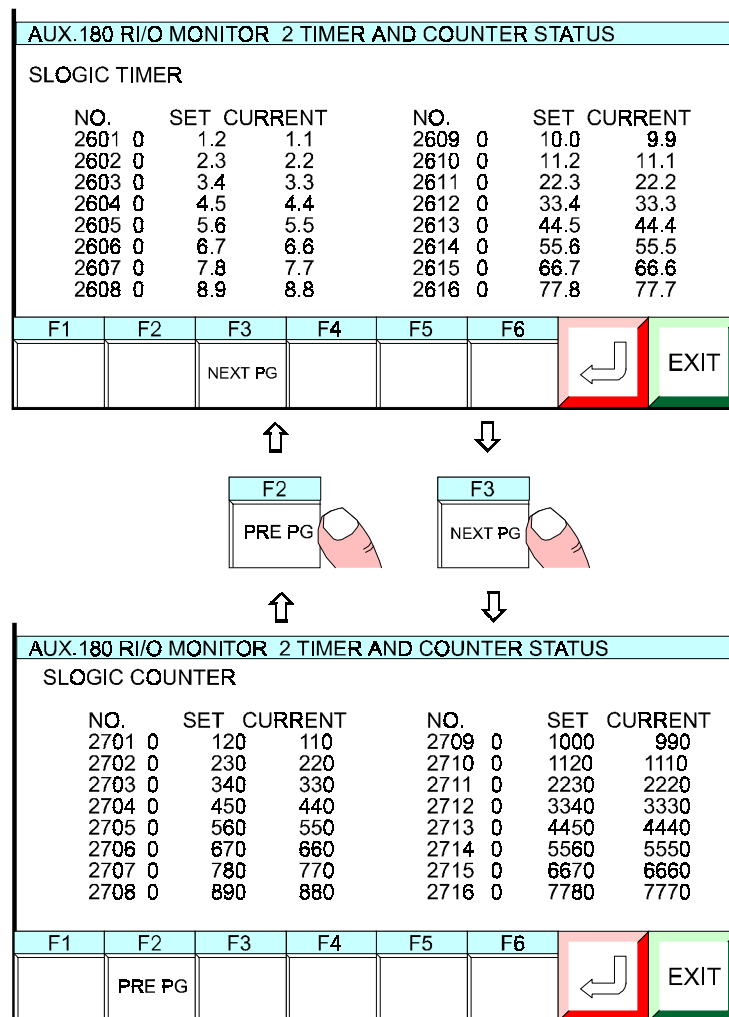 AUX.180 RI/O MONITOR 2 TIMER AND COUNTER STATUS
SLOGIC TIMER
NO. SET CURRENT NO. SET CURRENT
2601 0 1.2 1.1 2609 0 10.0 9.9
2602 0 2.3 2.2 2610 0 11.2 11.1
2603 0 3.4 3.3 2611 0 22.3 22.2
2604 0 4.5 4.4 2612 0 33.4 33.3
2605 0 5.6 5.5 2613 0 44.5 44.4
2606 0 6.7 6.6 2614 0 55.6 55.5
2607 0 7.8 7.7 2615 0 66.7 66.6
2608 0 8.9 8.8 2616 0 77.8 77.7
F1 F2 F3 F4 F5 F6
NEXT PG EXIT
F2 F3
PRE PG NEXT PG
AUX.180 RI/O MONITOR 2 TIMER AND COUNTER STATUS
SLOGIC COUNTER
NO. SET CURRENT NO. SET CURRENT
2701 0 120 110 2709 0 1000 990
2702 0 230 220 2710 0 1120 1110
2703 0 340 330 2711 0 2230 2220
2704 0 450 440 2712 0 3340 3330
2705 0 560 550 2713 0 4450 4440
2706 0 670 660 2714 0 5560 5550
2707 0 780 770 2715 0 6670 6660
2708 0 890 880 2716 0 7780 7770
F1 F2 F3 F4 F5 F6
PRE PG EXIT